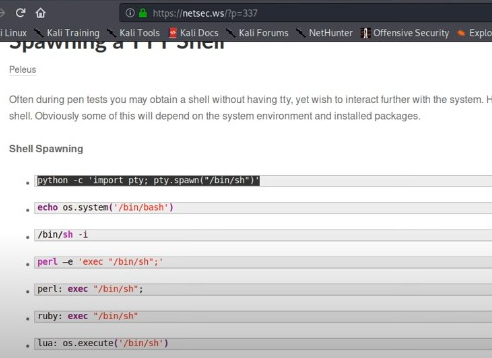 https://netsec.ws/?p=337
Linux Kali Training Kali Tools Kali Docs Kali Forums NetHunter Offensive Security
Spawning a TTY Shell
Peleus
Often during pen tests you may obtain a shell without having tty, yet wish to interact further with the system.
shell. Obviously some of this will depend on the system environment and installed packages.
Shell Spawning
python -c 'import pty; pty.spawn("/bin/sh")'
echo os.system('/bin/bash')
/bin/sh -i
perl —e 'exec "/bin/sh";'
perl: exec "/bin/sh";
ruby: exec "/bin/sh"
lua: os.execute('/bin/sh')